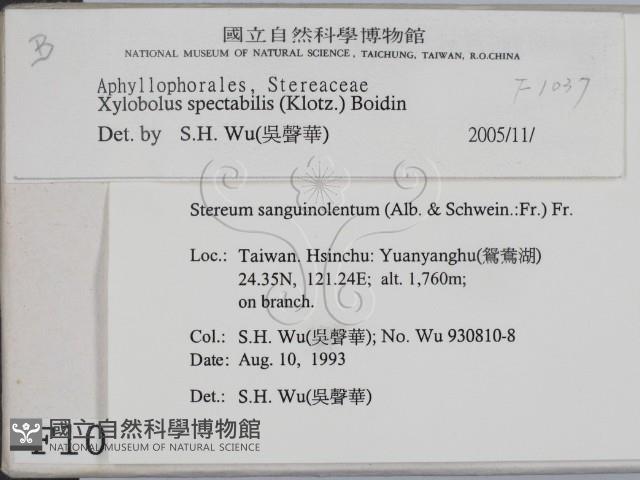 B
國立自然科學博物館
NATIONAL MUSEUM OF NATURAL SCIENCE, TAICHUNG, TAIWAN, R.O.CHINA
Aphyllophorales, Stereaceae
F1037
Xylobolus spectabilis (Klotz.) Boidin
Det. by S.H. Wu(吳聲華) 2005/11/
Stereum sanguinolentum (Alb. & Schwein.:Fr.) Fr.
Loc.: Taiwan. Hsinchu: Yuanyanghu(鴛鴦湖)
24.35N, 121.24E; alt. 1,760m;
on branch.
Col.: S.H. Wu(吳聲華); No. Wu 930810-8
Date: Aug. 10, 1993
Det.: S.H. Wu(吳聲華)
國立自然科學博物館
NATIONAL MUSEUM OF NATURAL SCIENCE
F10